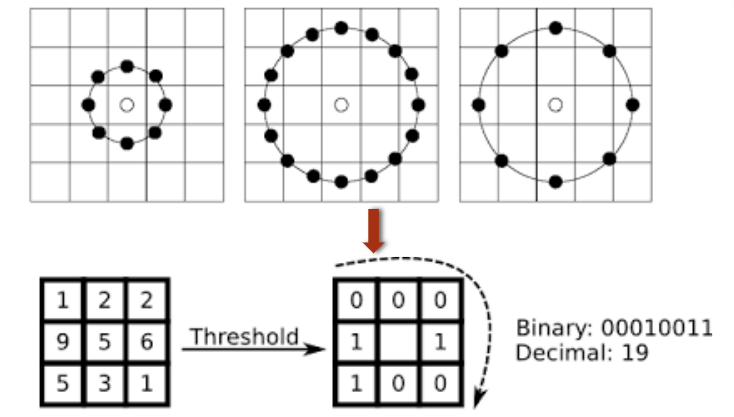 1 2 2
9 5 6
5 3 1
Threshold
0 0 0
1 1
1 0 0
Binary: 00010011
Decimal: 19